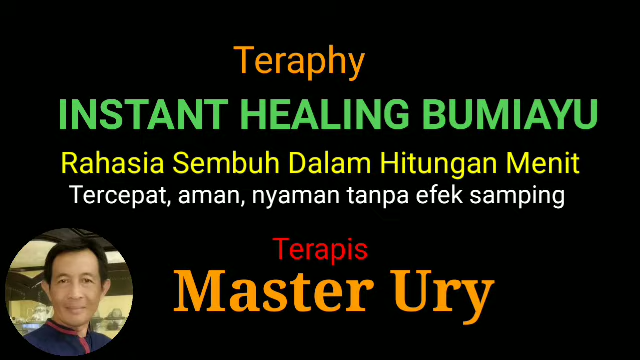 Teraphy
INSTANT HEALING BUMIAYU
Rahasia Sembuh Dalam Hitungan Menit
Tercepat, aman, nyaman tanpa efek samping
Terapis
Master Ury